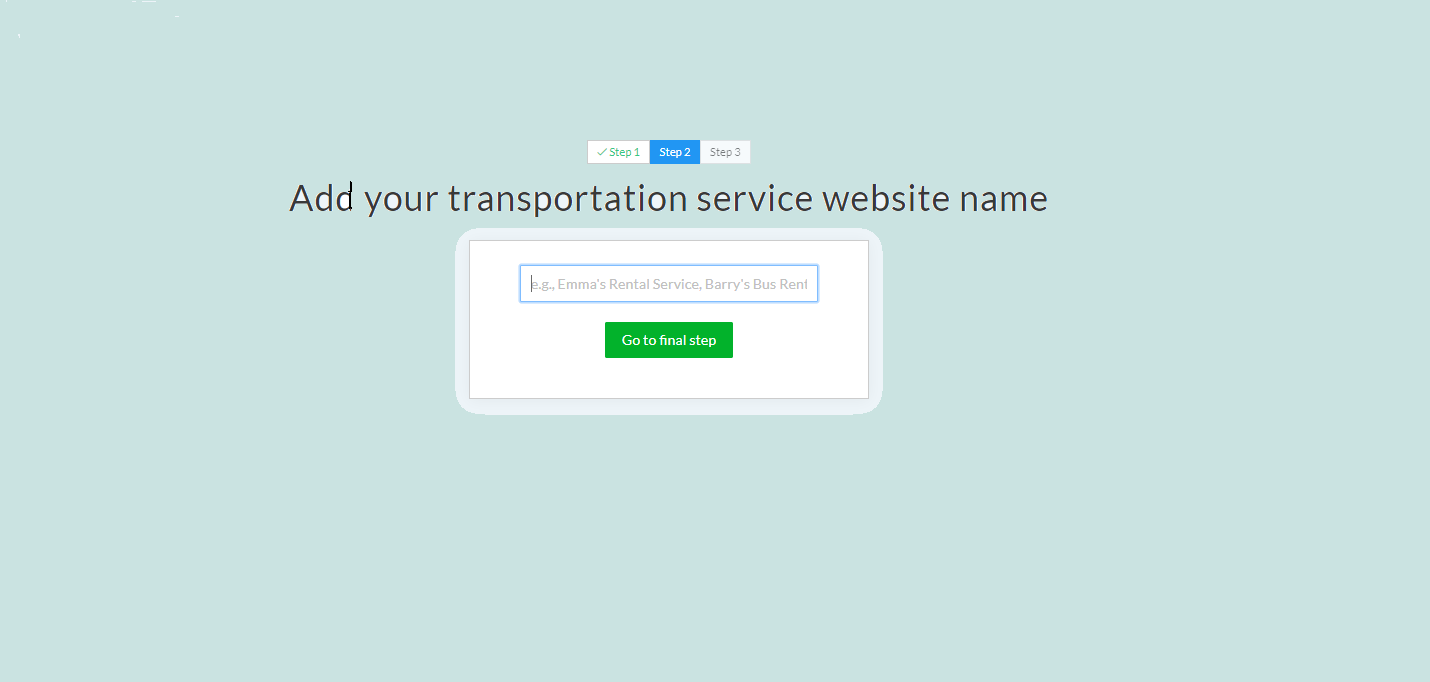 Step 1 Step 2 Step 3
Add your transportation service website name
e.g., Emma's Rental Service, Barry's Bus Rent
Go to final step